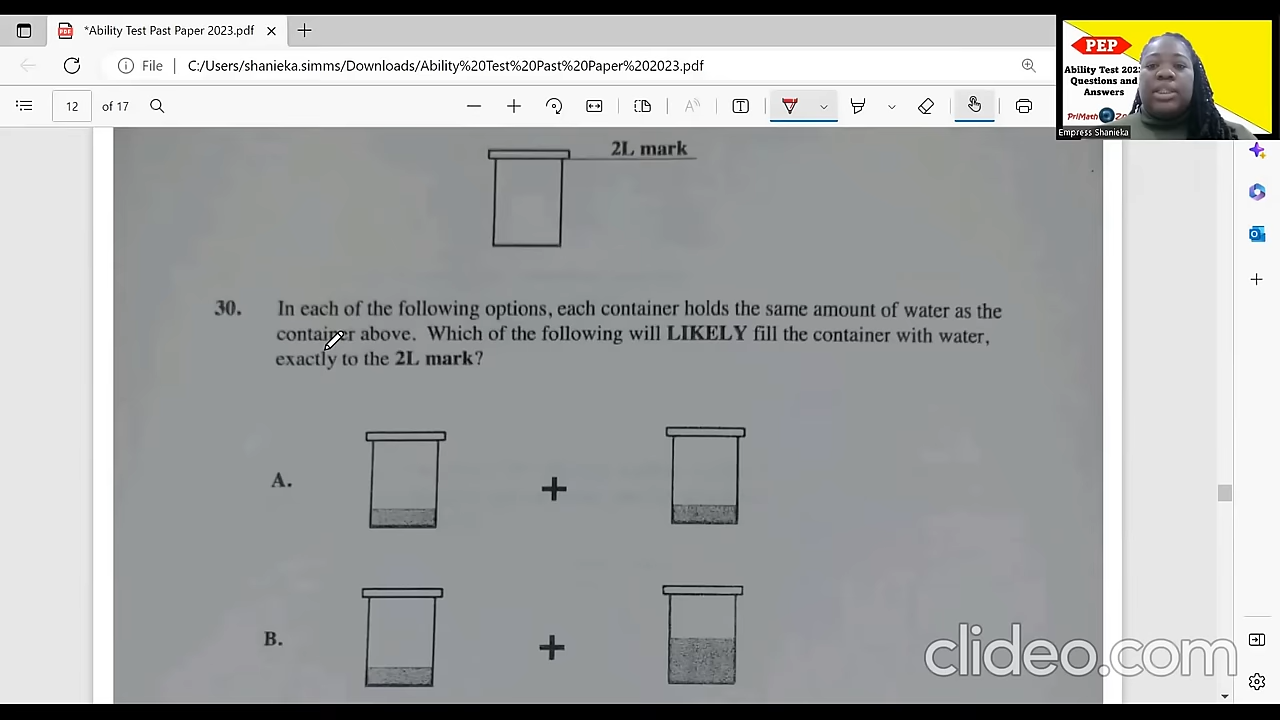 *Ability Test Past Paper 2023.pdf
File
C:/Users/shanieka.simms/Downloads/Ability%20Test%20Past%20Paper%202023.pdf
12
of 17
PEP
Ability Test 202
Questions and
Answers
PriMath
Empress Shanieka
2L mark
30. In each of the following options, each container holds the same amount of water as the
container above. Which of the following will LIKELY fill the container with water,
exactly to the 2L mark?
A. +
B. +
clideo.com